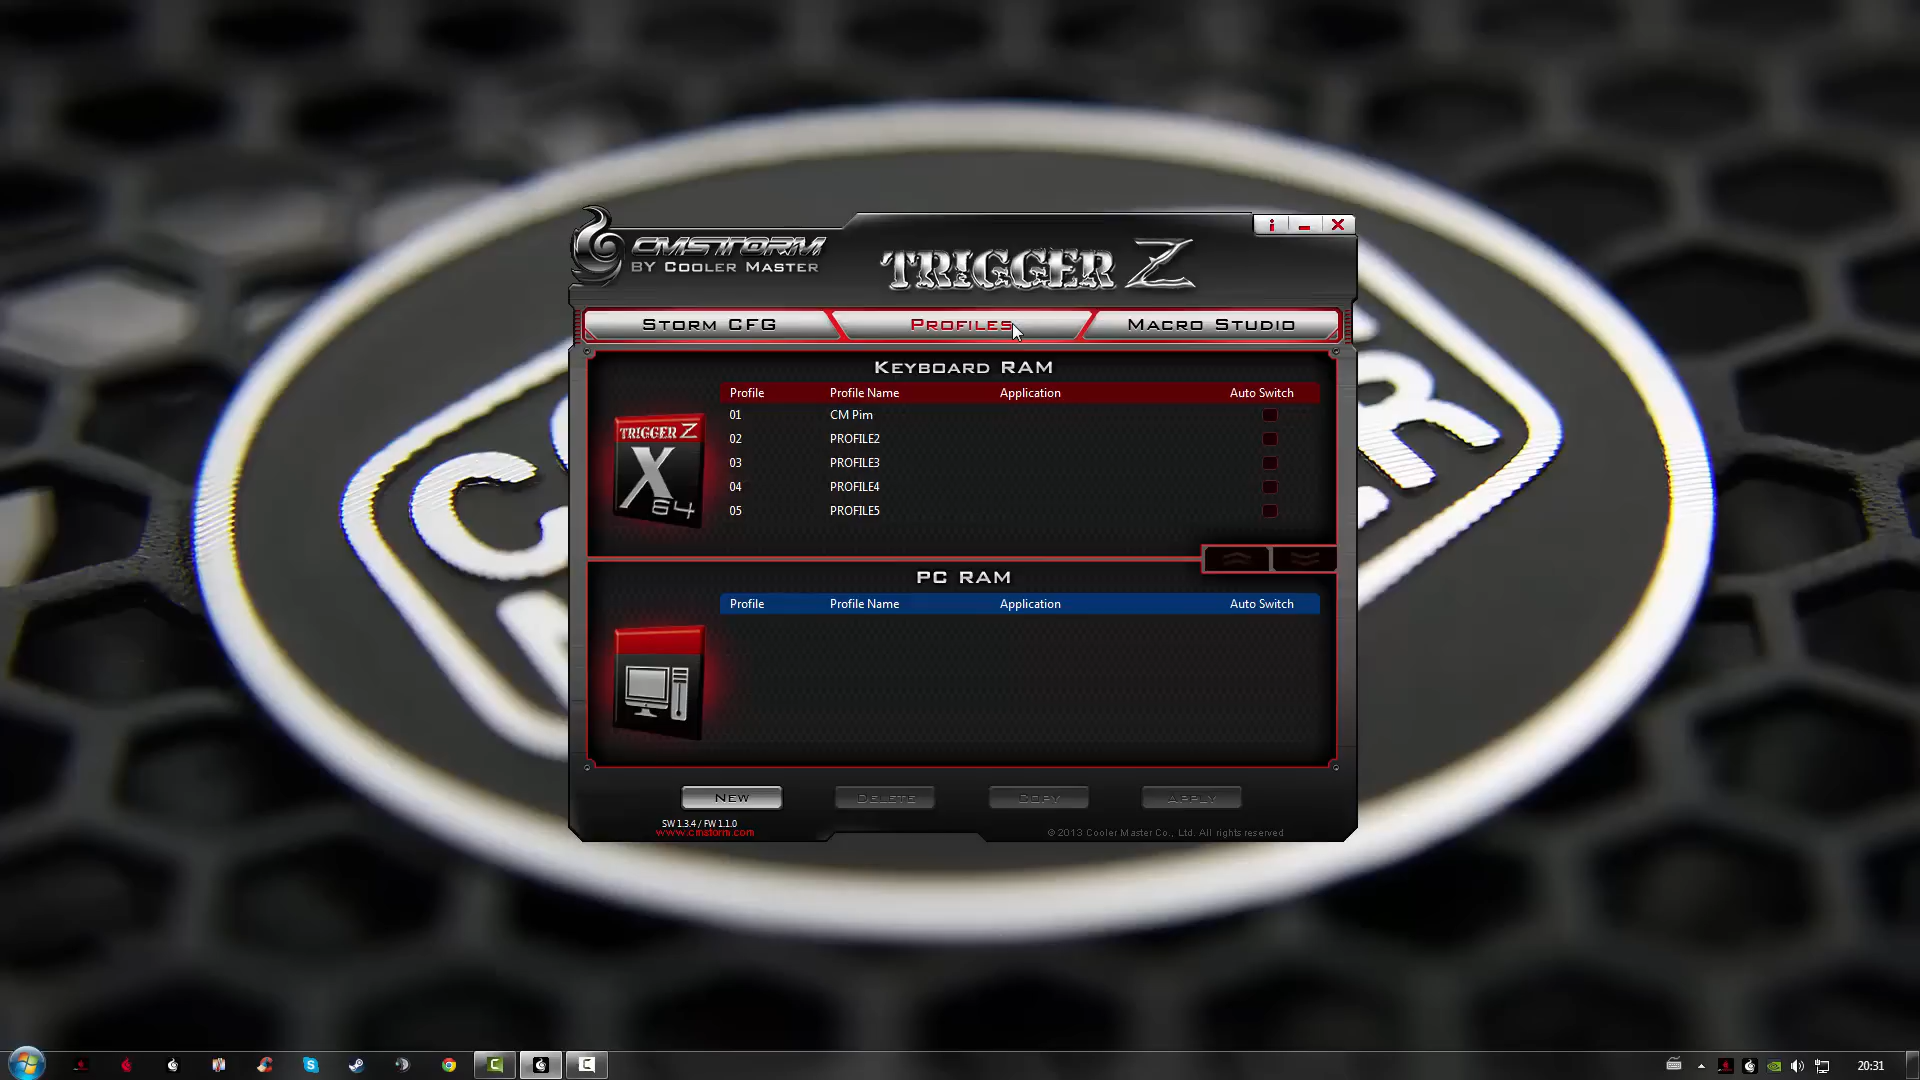 CMSTORM
BY COOLER MASTER
TRIGGER Z
i
STORM CFG PROFILES MACRO STUDIO
KEYBOARD RAM
Profile Profile Name Application Auto Switch
01 CM Pim
02 PROFILE2
03 PROFILE3
04 PROFILE4
05 PROFILE5
TRIGGER Z
X
64
PC RAM
Profile Profile Name Application Auto Switch
NEW DELETE COPY APPLY
SW 1.3.4 / FW 1.1.0
www.cmstorm.com
© 2013 Cooler Master Co., Ltd. All rights reserved
20:31